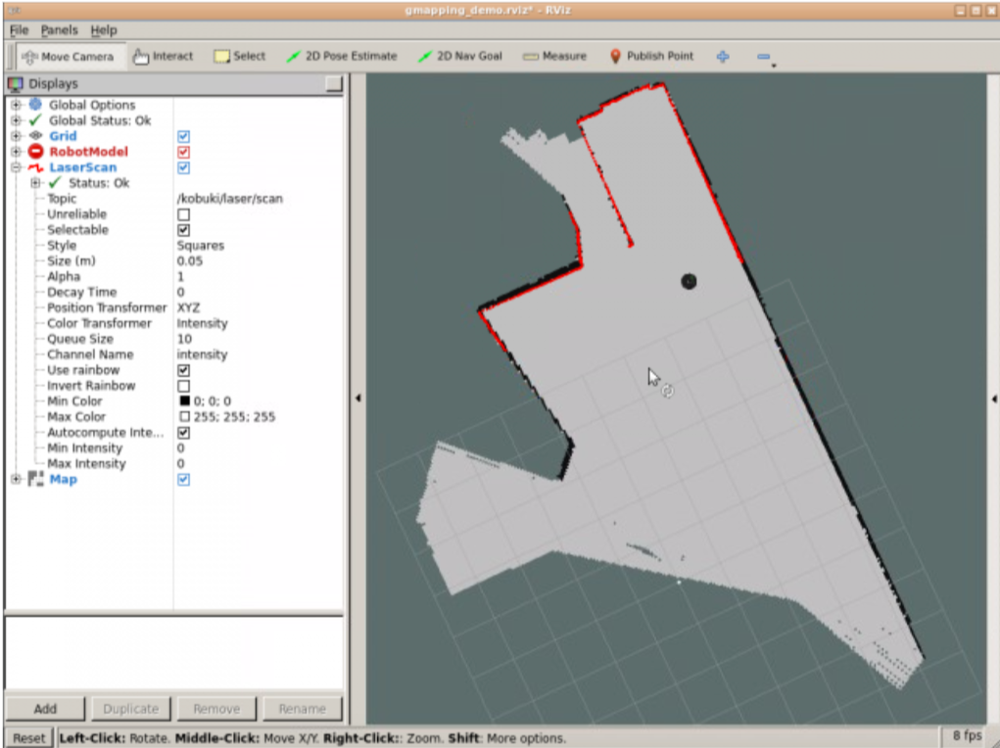 gmapping_demo.rviz* - RViz
File Panels Help
Move Camera Interact Select 2D Pose Estimate 2D Nav Goal Measure Publish Point
Displays
Global Options
Global Status: Ok
Grid
RobotModel
LaserScan
Status: Ok
Topic /kobuki/laser/scan
Unreliable
Selectable
Style Squares
Size (m) 0.05
Alpha 1
Decay Time 0
Position Transformer XYZ
Color Transformer Intensity
Queue Size 10
Channel Name intensity
Use rainbow
Invert Rainbow
Min Color 0; 0; 0
Max Color 255; 255; 255
Autocompute Inte...
Min Intensity 0
Max Intensity 0
Map
Add Duplicate Remove Rename
Reset Left-Click: Rotate. Middle-Click: Move X/Y. Right-Click:: Zoom. Shift: More options. 8 fps